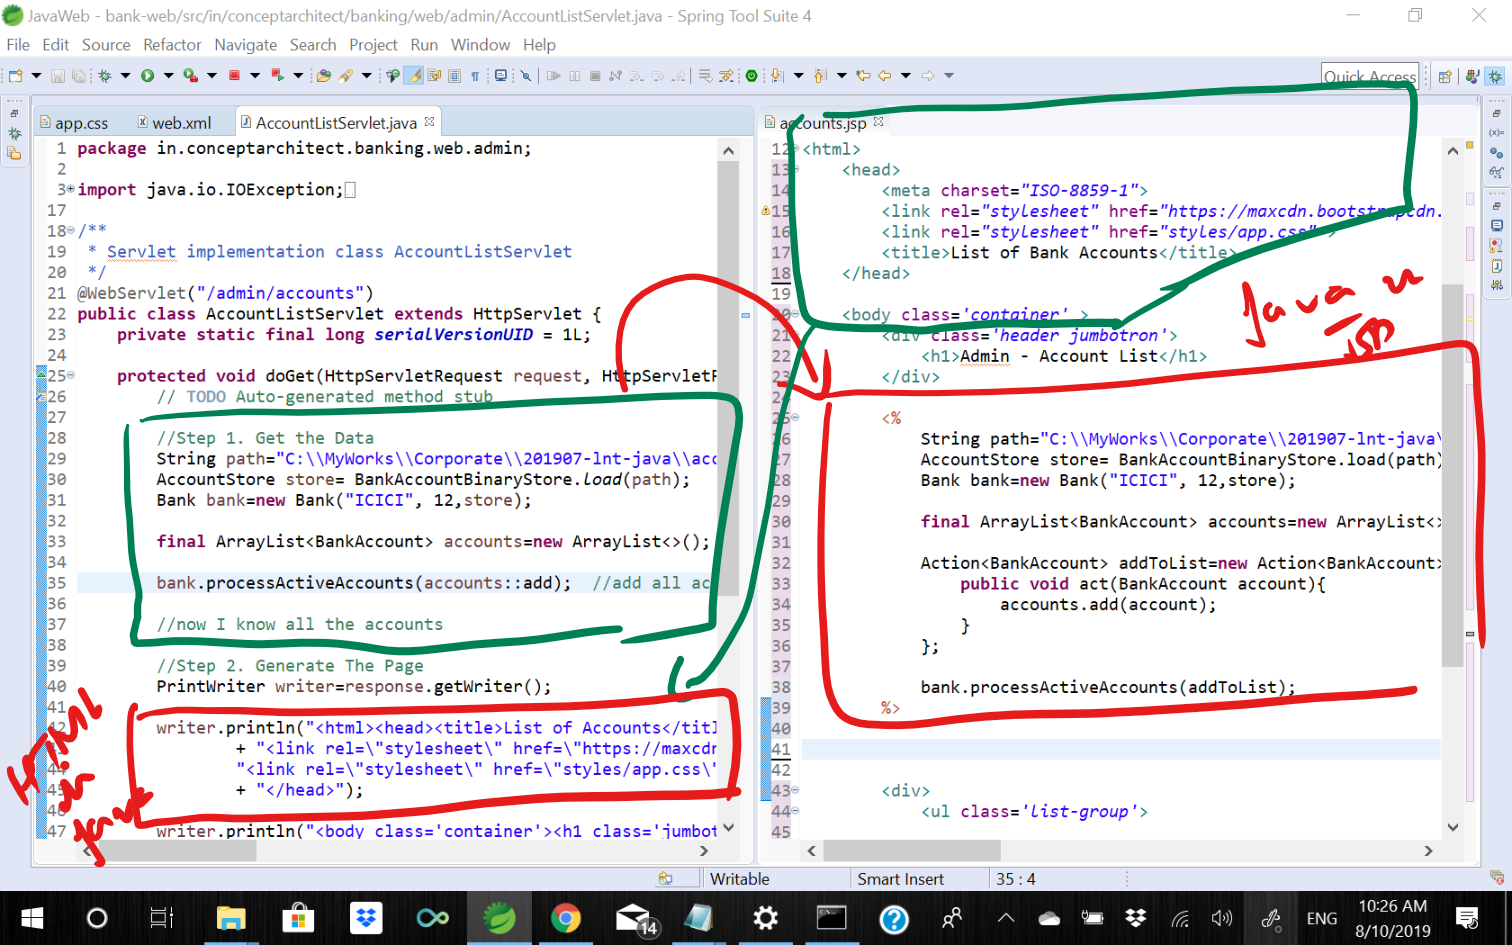 JavaWeb - bank-web/src/in/conceptarchitect/banking/web/admin/AccountListServlet.java - Spring Tool Suite 4
File Edit Source Refactor Navigate Search Project Run Window Help
Quick Access
app.css web.xml AccountListServlet.java
1 package in.conceptarchitect.banking.web.admin;
2
3 import java.io.IOException;
17
18 /**
19 * Servlet implementation class AccountListServlet
20 */
21 @WebServlet("/admin/accounts")
22 public class AccountListServlet extends HttpServlet {
23 private static final long serialVersionUID = 1L;
24
25 protected void doGet(HttpServletRequest request, HttpServletR
26 // TODO Auto-generated method stub
27
28 //Step 1. Get the Data
29 String path="C:\\MyWorks\\Corporate\\201907-lnt-java\\acc
30 AccountStore store= BankAccountBinaryStore.load(path);
31 Bank bank=new Bank("ICICI", 12,store);
32
33 final ArrayList<BankAccount> accounts=new ArrayList<>();
34
35 bank.processActiveAccounts(accounts::add); //add all ac
36
37 //now I know all the accounts
38
39 //Step 2. Generate The Page
40 PrintWriter writer=response.getWriter();
41
42 writer.println("<html><head><title>List of Accounts</titl
43 + "<link rel=\"stylesheet\" href=\"https://maxcdn
44 "<link rel=\"stylesheet\" href=\"styles/app.css\"
45 + "</head>");
46
47 writer.println("<body class='container'><h1 class='jumbot
HTML
in
Java
accounts.jsp
12 <html>
13 <head>
14 <meta charset="ISO-8859-1">
15 <link rel="stylesheet" href="https://maxcdn.bootstrapcdn.
16 <link rel="stylesheet" href="styles/app.css" >
17 <title>List of Bank Accounts</title>
18 </head>
19
20 <body class='container' >
21 <div class='header jumbotron'>
22 <h1>Admin - Account List</h1>
23 </div>
24
25 <%
26 String path="C:\\MyWorks\\Corporate\\201907-lnt-java\
27 AccountStore store= BankAccountBinaryStore.load(path)
28 Bank bank=new Bank("ICICI", 12,store);
29
30 final ArrayList<BankAccount> accounts=new ArrayList<>
31
32 Action<BankAccount> addToList=new Action<BankAccount>
33 public void act(BankAccount account){
34 accounts.add(account);
35 }
36 };
37
38 bank.processActiveAccounts(addToList);
39 %>
40
41
42
43 <div>
44 <ul class='list-group'>
45
Java in
JSP
Writable Smart Insert 35 : 4
14
ENG
10:26 AM
8/10/2019